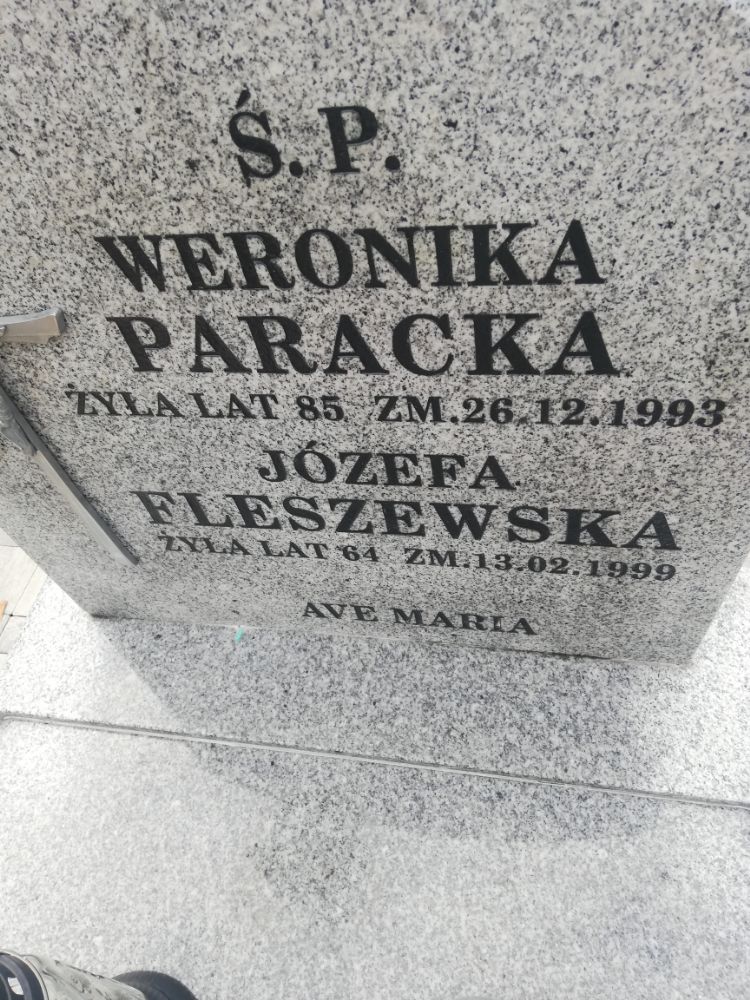 Ś.P.
WERONIKA
PARACKA
ŻYŁA LAT 85 ZM.26.12.1993
JÓZEFA
FLESZEWSKA
ŻYŁA LAT 64 ZM.13.02.1999
AVE MARIA